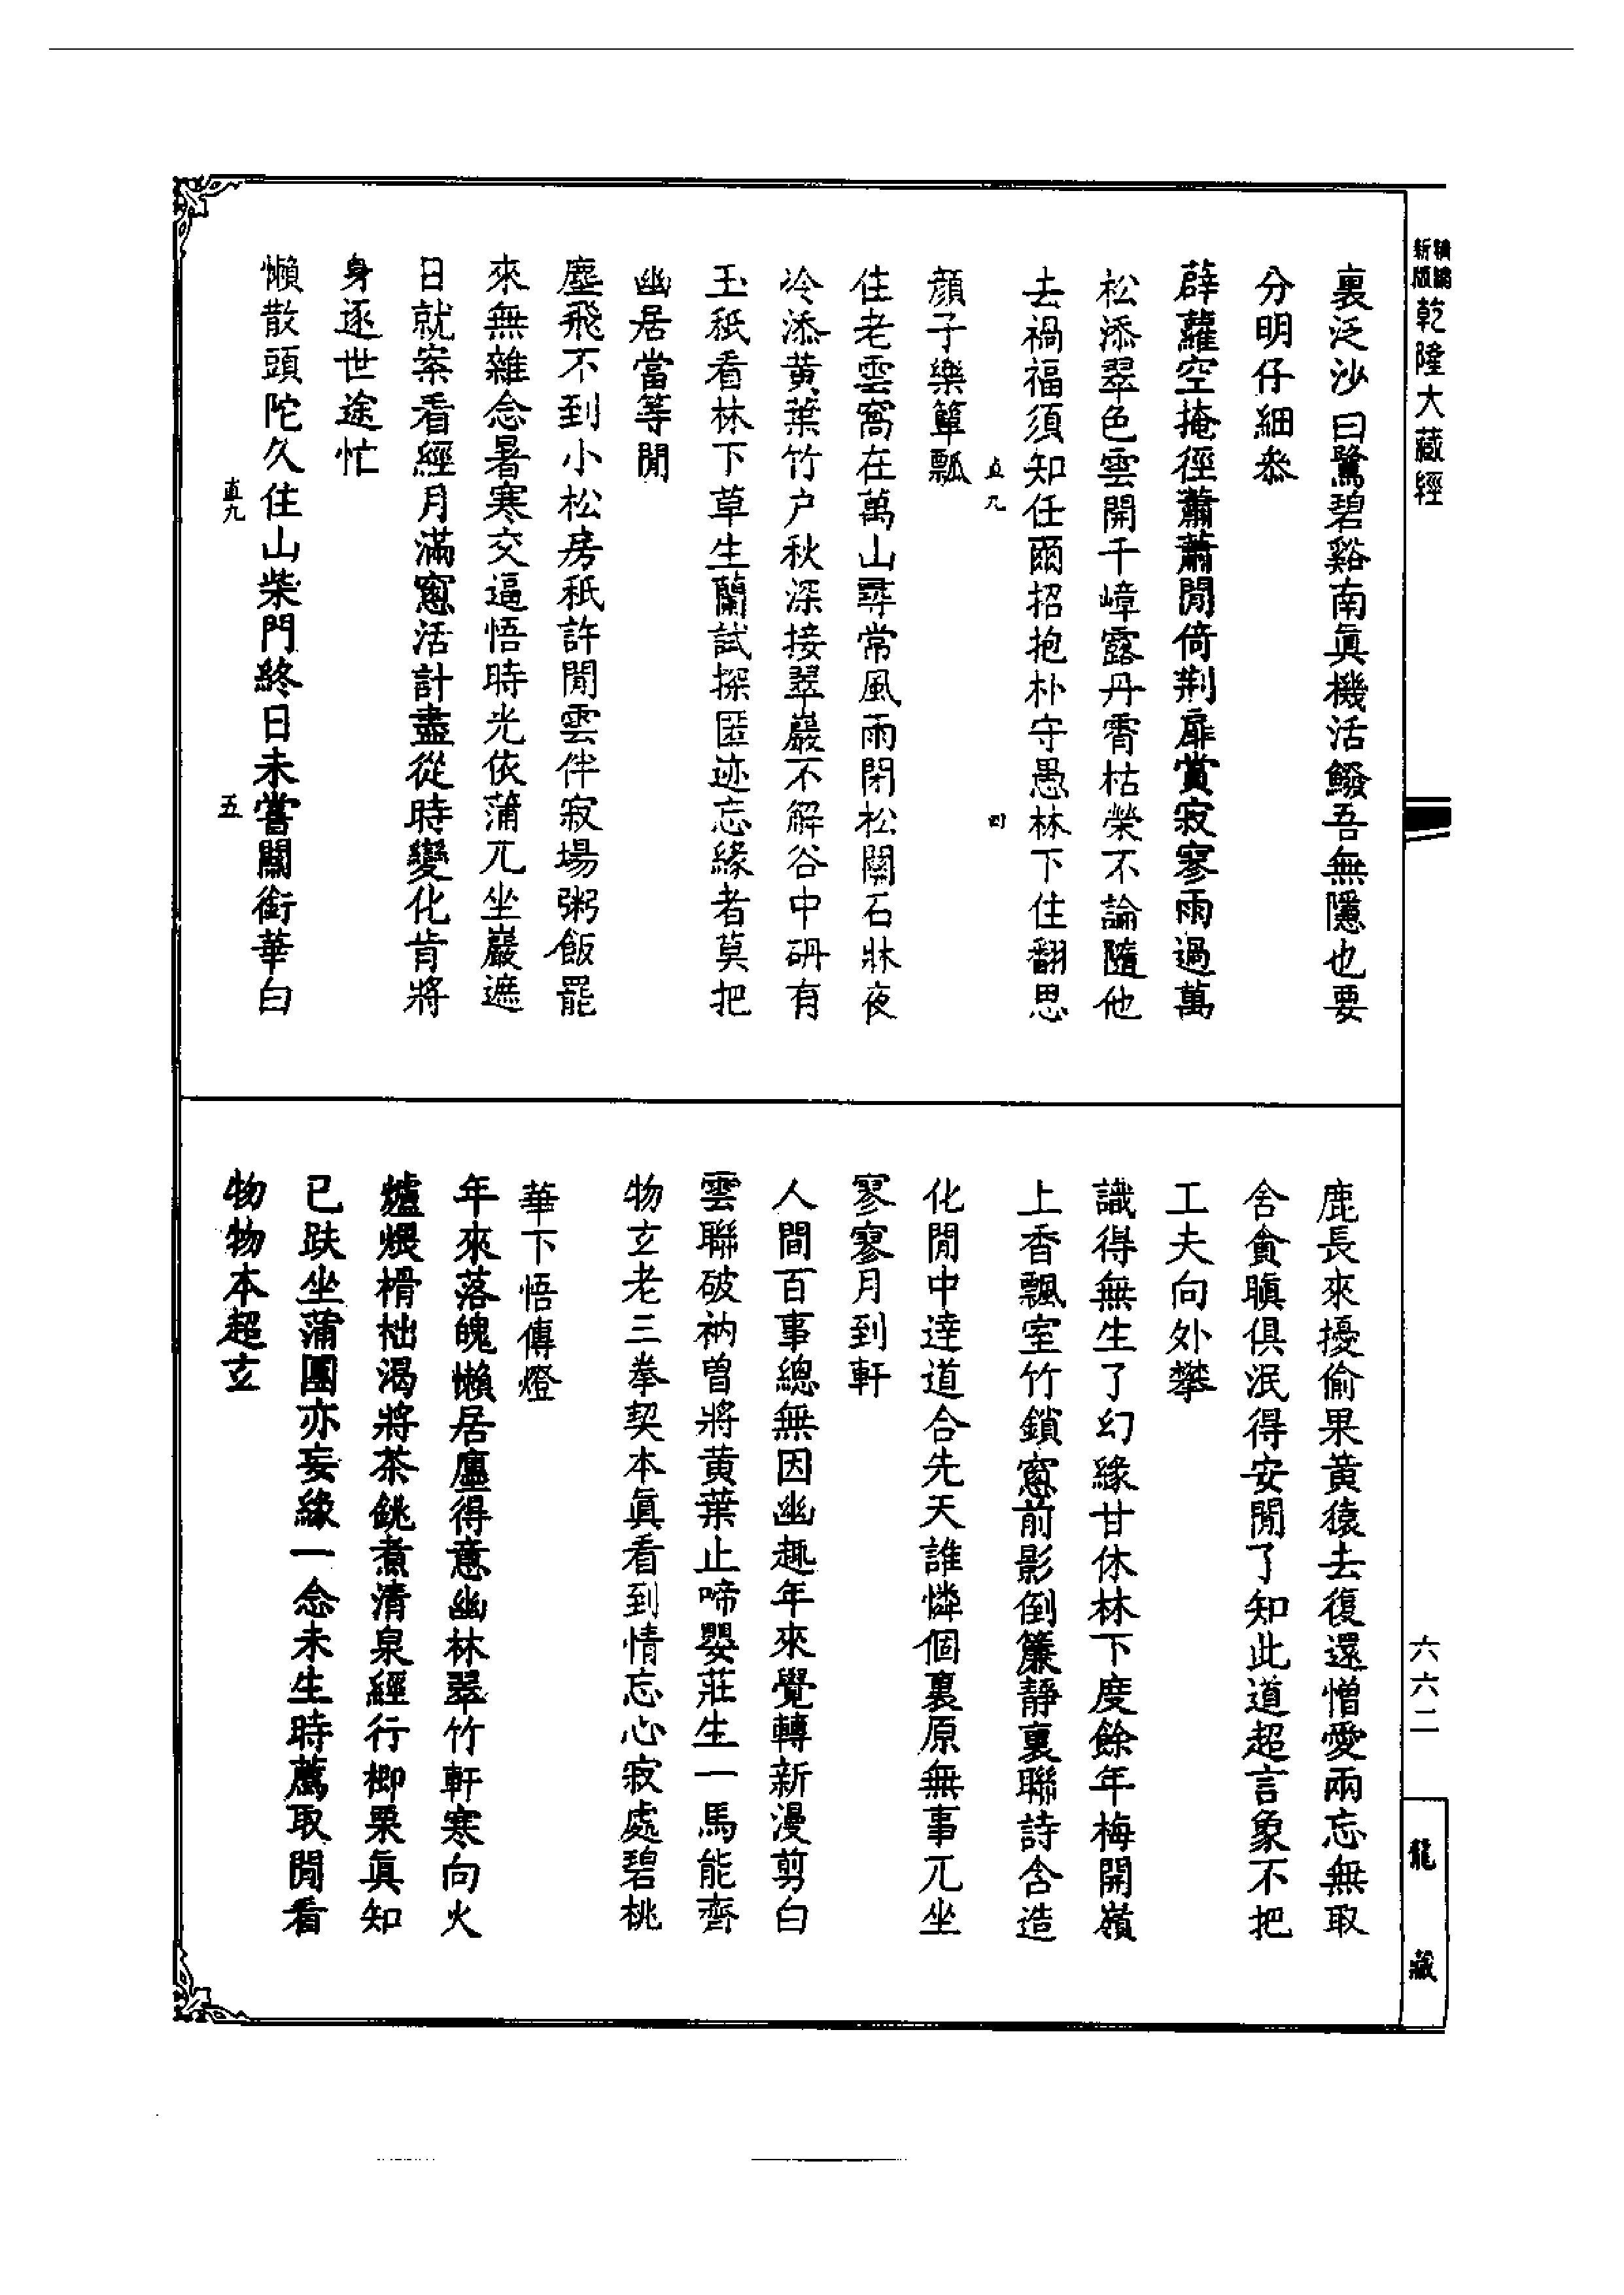 新版精編乾隆大藏經
裏泛沙曰鷺碧谿南眞機活鱍吾無隱也要
分明仔細叅
薜蘿空掩徑蕭蕭閒倚荆扉賞寂寥雨過萬
松添翠色雲開千嶂露丹霄枯榮不論隨他
去禍福須知任爾招抱朴守愚林下住翻思
直九
四
顔子樂簞瓢
住老雲窩在萬山尋常風雨閉松關石牀夜
冷添黄葉竹户秋深接翠巖不解谷中硏有
玉秖看林下草生蘭試探匿迹忘緣者莫把
幽居當等閒
塵飛不到小松房秖許閒雲伴寂場粥飯罷
來無雜念暑寒交逼悟時光依蒲兀坐巖遮
日就案看經月滿窻活計盡從時變化肯將
身逐世途忙
懶散頭陀久住山柴門終日未嘗關銜華白
直九
五
鹿長來擾偷果黄猿去復還憎愛兩忘無取
舍貪瞋俱泯得安閒了知此道超言象不把
工夫向外攀
識得無生了幻緣甘休林下度餘年梅開嶺
上香飄室竹鎖窻前影倒簾靜裏聯詩含造
化閒中達道合先天誰憐個裏原無事兀坐
寥寥月到軒
人間百事總無因幽趣年來覺轉新漫剪白
雲聯破衲曽將黄葉止啼嬰莊生一馬能齊
物玄老三拳契本眞看到情忘心寂處碧桃
華下悟傳燈
年來落魄懶居廛得意幽林翠竹軒寒向火
爐煨榾柮渴將茶銚煮清泉經行楖栗眞知
已趺坐蒲團亦妄緣一念未生時薦取閒看
物物本超玄
六六二
龍藏